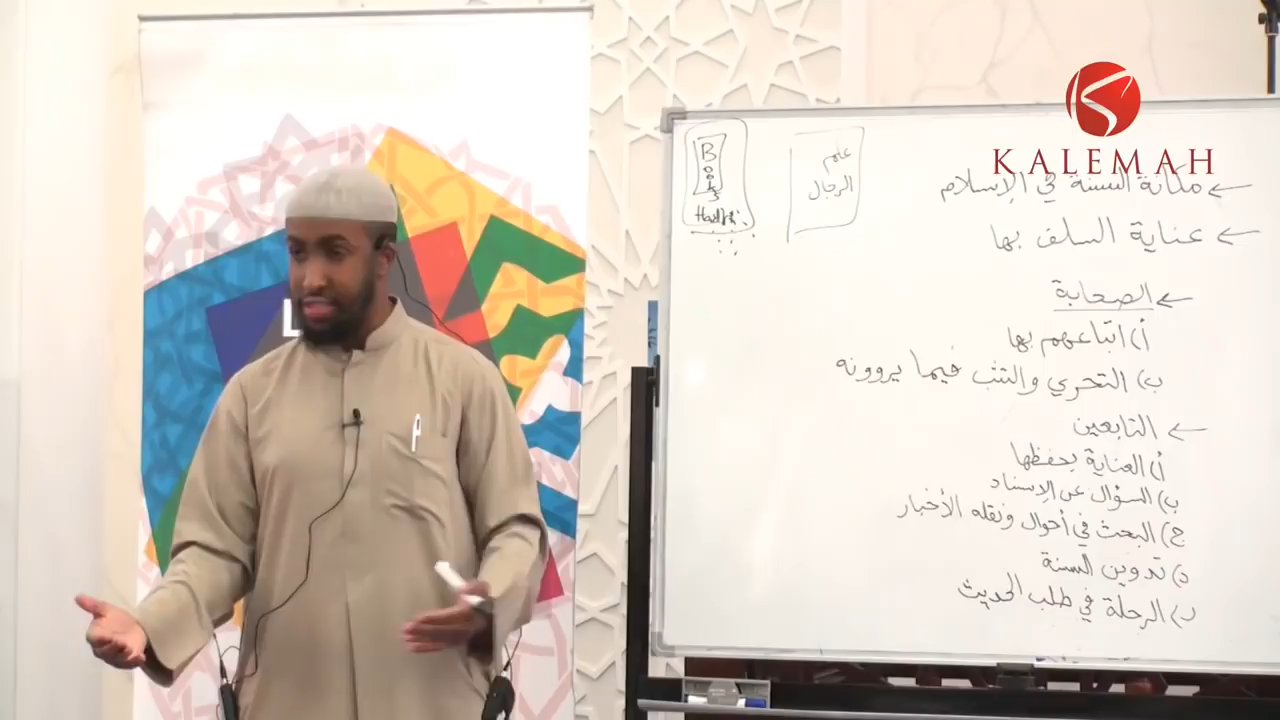 KALEMAH
L
Books
علم
الرجال
← مكانة السنة في الإسلام
← عناية السلف بها
← الصحابة
أ) اتباعهم بها
ب) التحري والتثبت فيما يروونه
← التابعين
أ) العناية بحفظها
ب) السؤال عن الإسناد
ج) البحث في أحوال ونقله الأخبار
د) تدوين السنة
ر) الرحلة في طلب الحديث